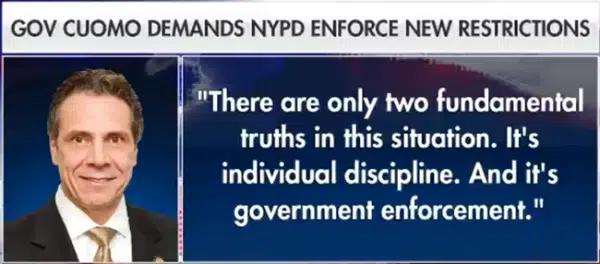 GOV CUOMO DEMANDS NYPD ENFORCE NEW RESTRICTIONS
"There are only two fundamental
truths in this situation. It's
individual discipline. And it's
government enforcement."